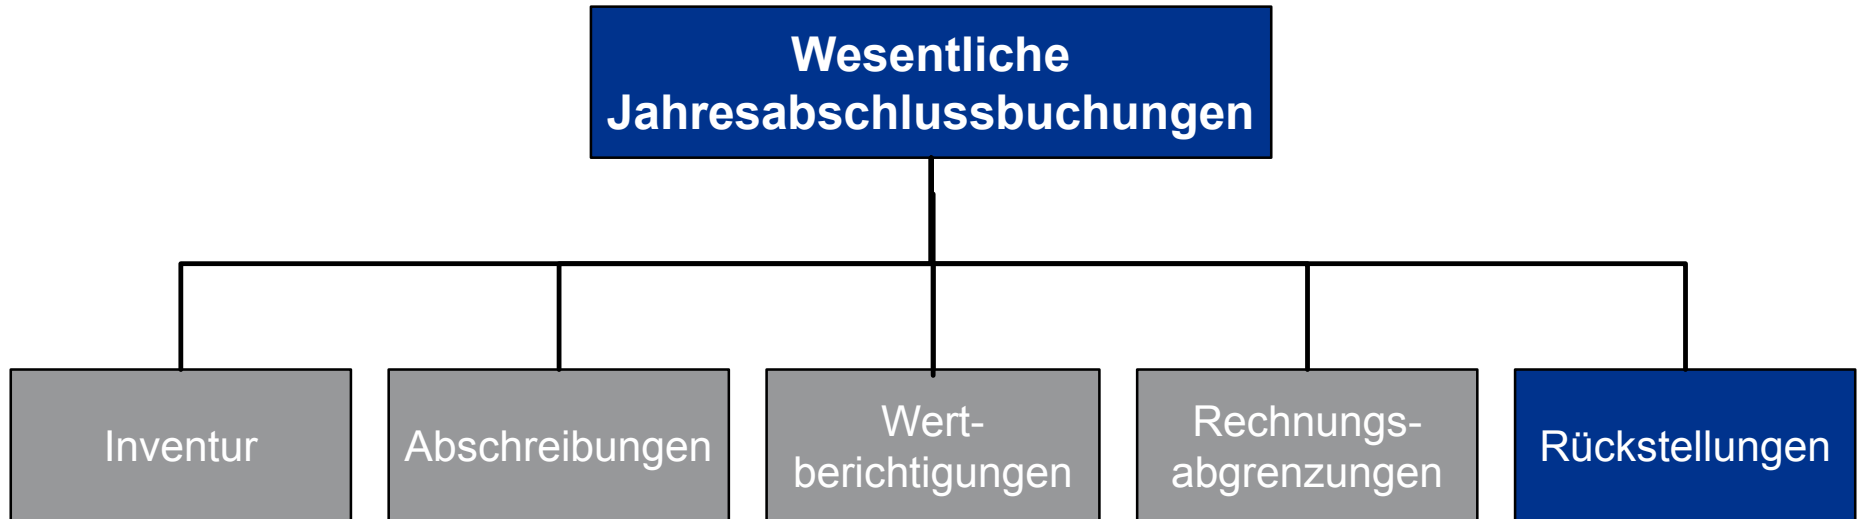 Wesentliche
Jahresabschlussbuchungen
Inventur
Abschreibungen
Wert-
berichtigungen
Rechnungs-
abgrenzungen
Rückstellungen